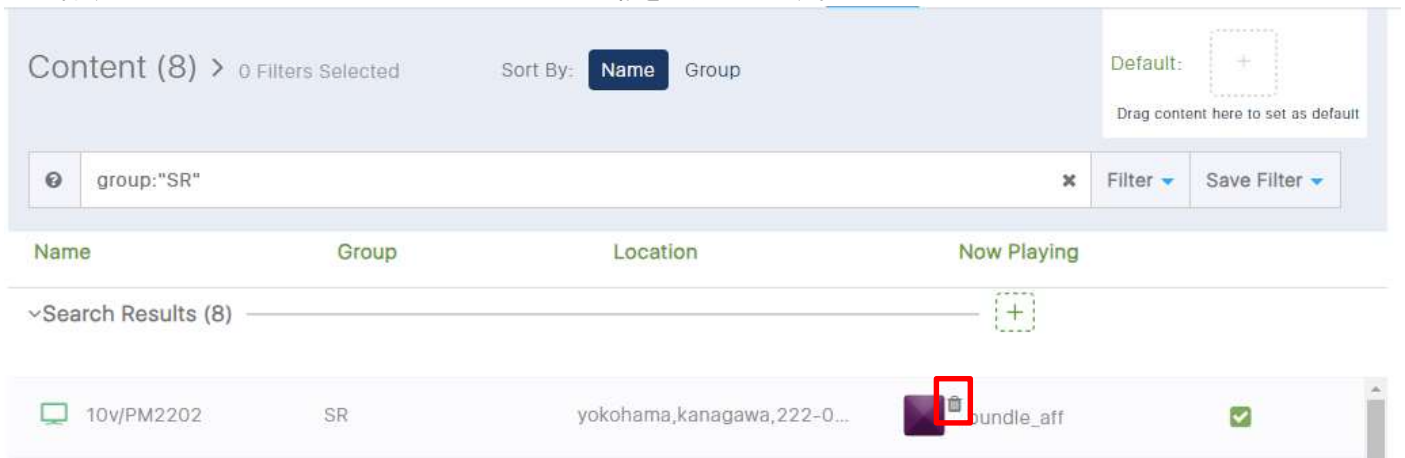 Content (8) > 0 Filters Selected Sort By: Name Group
Default:
+
Drag content here to set as default
group:"SR" Filter Save Filter
Name Group Location Now Playing
Search Results (8) +
10v/PM2202 SR yokohama,kanagawa,222-0...